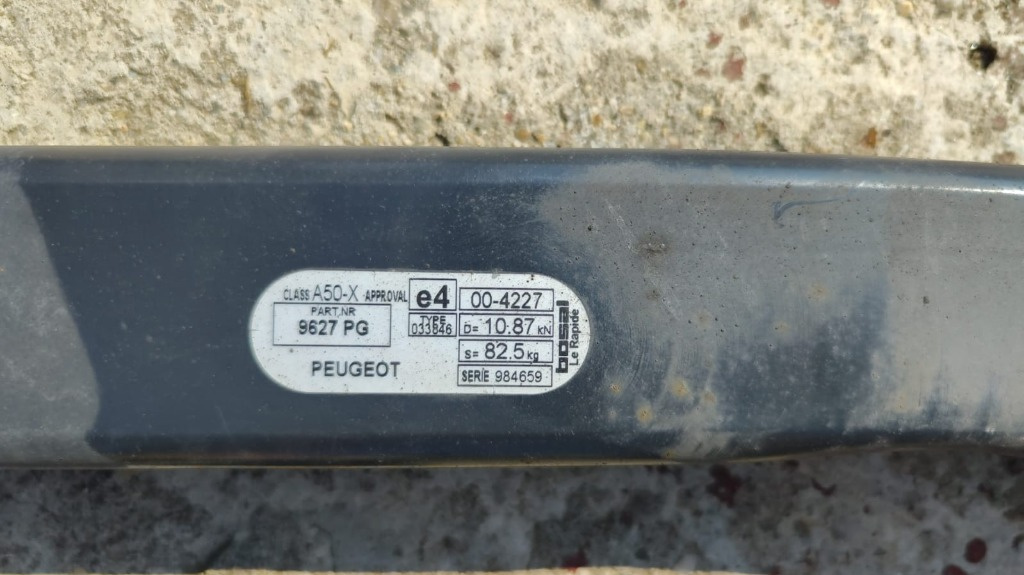 CLASS A50-X APPROVAL
e4
00-4227
PART.NR
9627 PG
TYPE
033846
D= 10.87 kN
S= 82.5 kg
PEUGEOT
SERIE 984659
bosal
Le Rapide